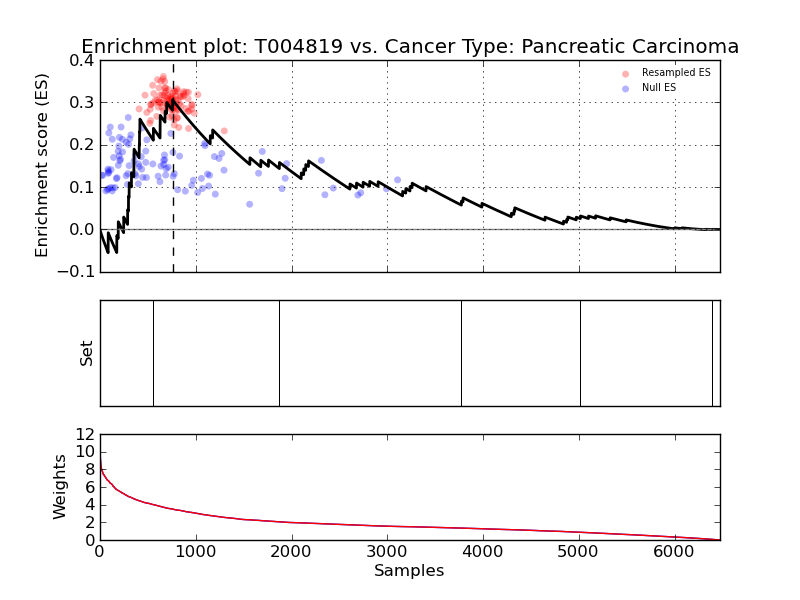 Enrichment plot: T004819 vs. Cancer Type: Pancreatic Carcinoma
0.4
0.3
0.2
0.1
0.0
−0.1
Enrichment score (ES)
Resampled ES
Null ES
Set
12
10
8
6
4
2
0
Weights
0 1000 2000 3000 4000 5000 6000
Samples